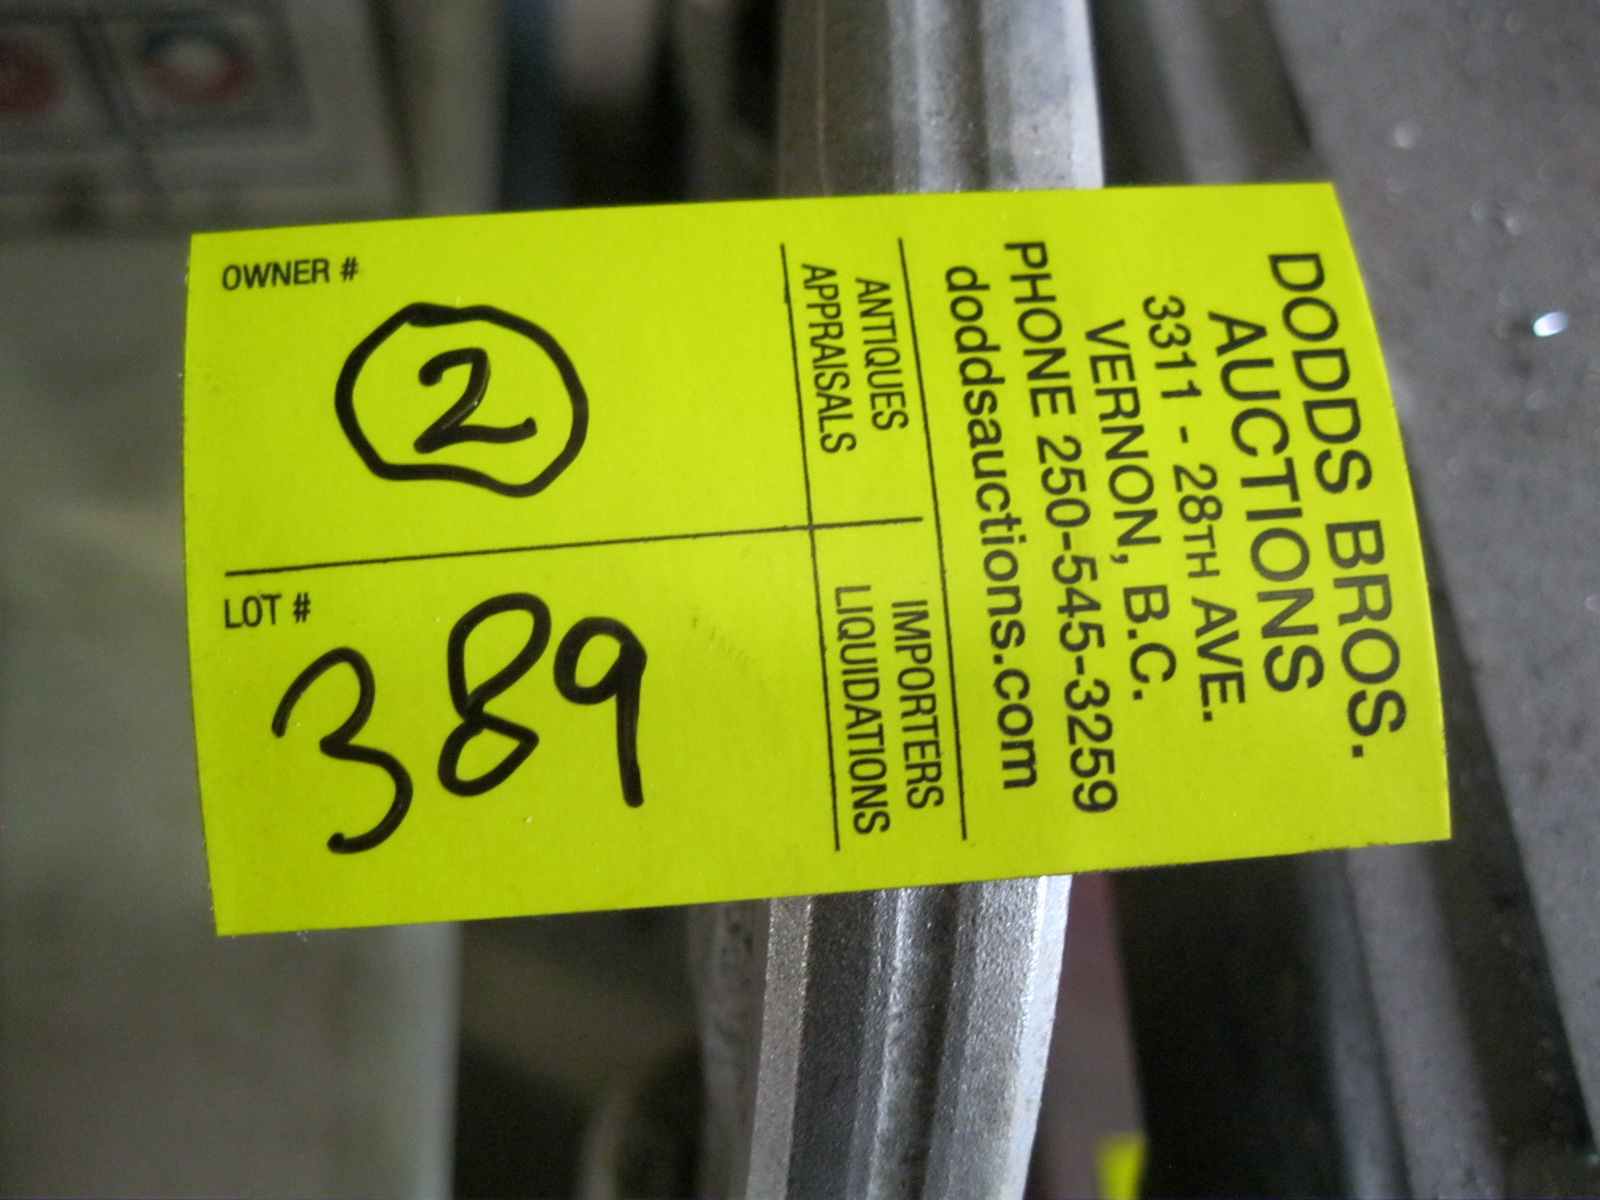 DODDS BROS.
AUCTIONS
3311 - 28TH AVE.
VERNON, B.C.
PHONE 250-545-3259
doddsauctions.com
ANTIQUES
APPRAISALS
IMPORTERS
LIQUIDATIONS
OWNER #
2
LOT #
389